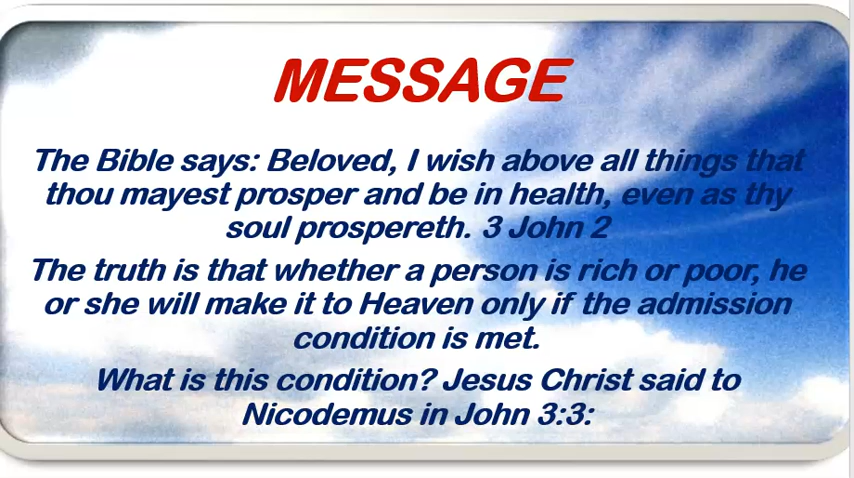 MESSAGE
The Bible says: Beloved, I wish above all things that
thou mayest prosper and be in health, even as thy
soul prospereth. 3 John 2
The truth is that whether a person is rich or poor, he
or she will make it to Heaven only if the admission
condition is met.
What is this condition? Jesus Christ said to
Nicodemus in John 3:3: